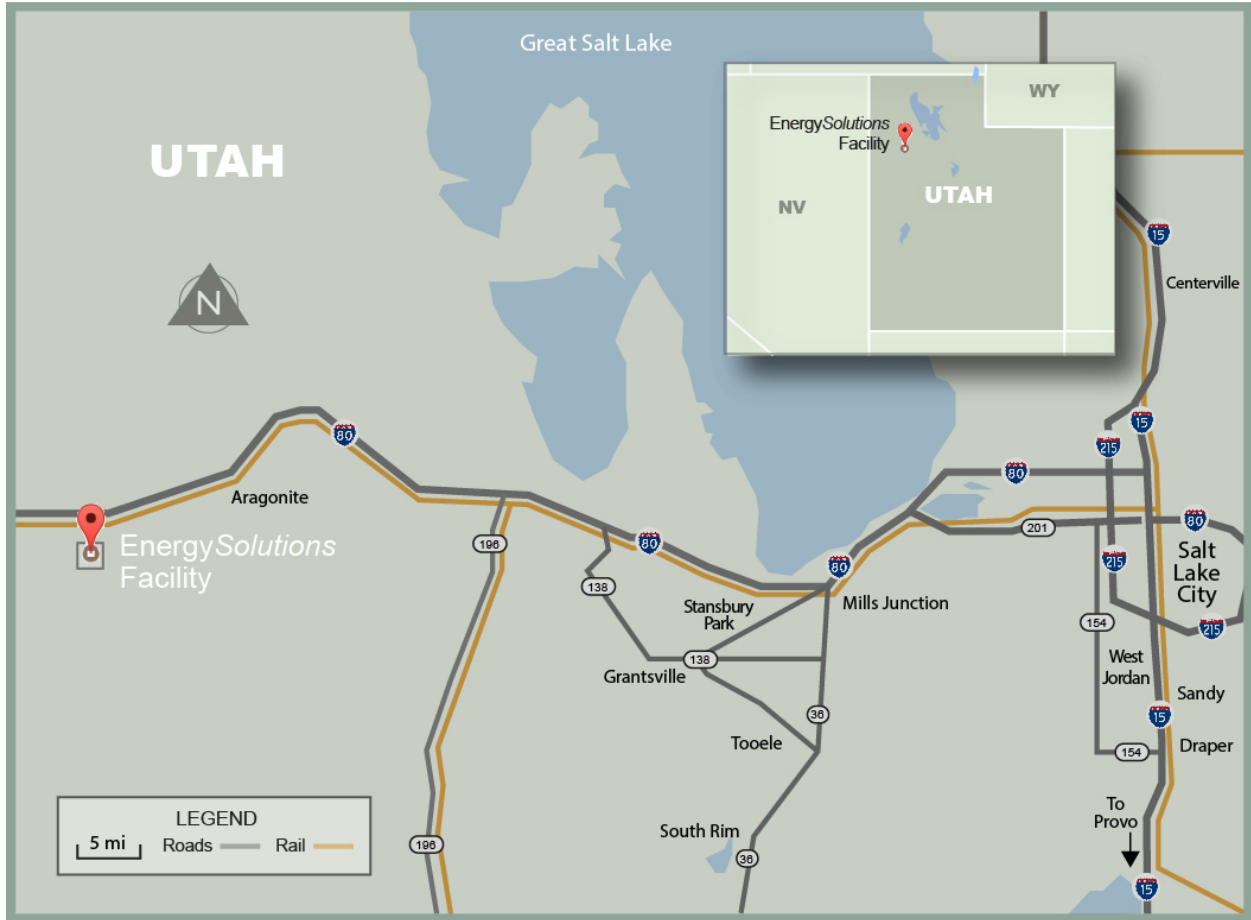 Great Salt Lake
UTAH
N
WY
EnergySolutions
Facility
UTAH
NV
15
Centerville
80
15
215
Aragonite
80
196
201
80
EnergySolutions
Facility
80
80
215
Salt
Lake
City
138
Stansbury
Park
Mills Junction
154
215
138
Grantsville
West
Jordan
Sandy
36
15
Tooele
154
Draper
LEGEND
5 mi
Roads
Rail
To
Provo
South Rim
196
36
15